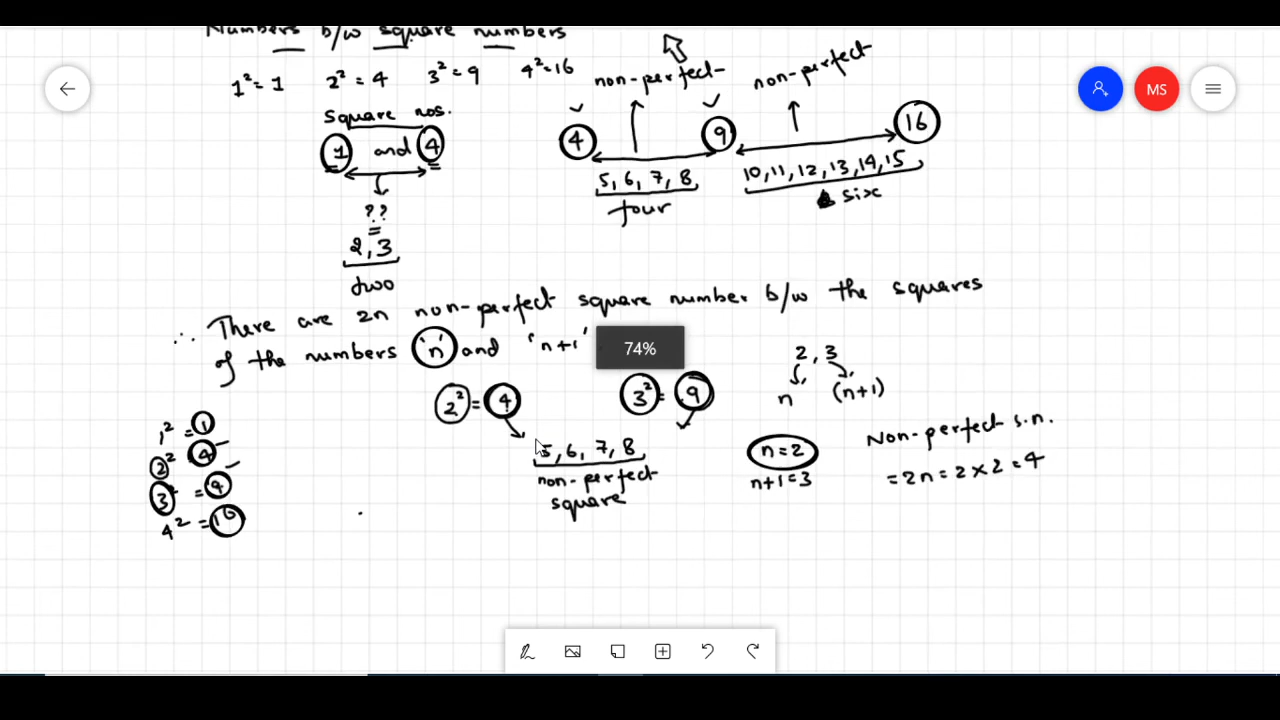 Numbers b/w square numbers
1² = 1 2² = 4 3² = 9 4² = 16
non-perfect
non-perfect
square nos.
1 and 4
4
9
16
??
2, 3
two
5, 6, 7, 8
four
10, 11, 12, 13, 14, 15
six
∴ There are 2n non-perfect square number b/w the squares
of the numbers 'n' and 'n+1'
74%
2² = 4
3² = 9
5, 6, 7, 8
non-perfect
square
2, 3
n (n+1)
n = 2
n+1 = 3
Non-perfect s.n.
= 2n = 2 × 2 = 4
1² = 1
2² 4
3² = 9
4² = 16
MS